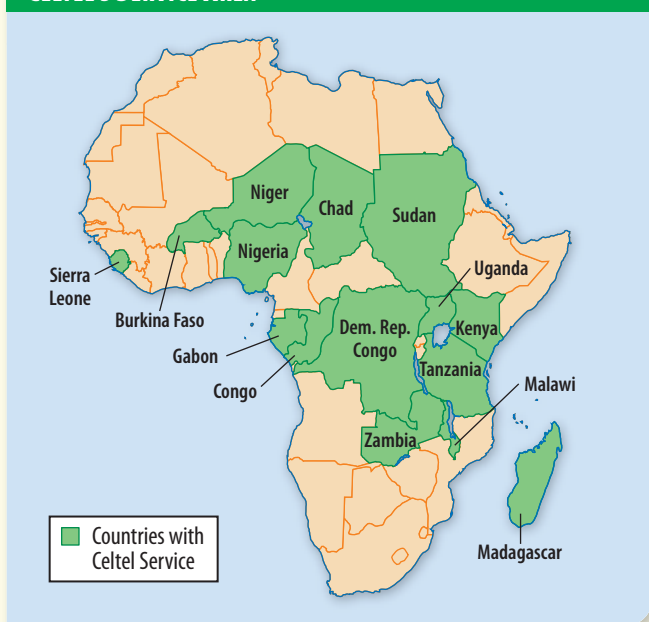 Niger
Chad
Sudan
Nigeria
Sierra
Leone
Burkina Faso
Uganda
Gabon
Dem. Rep.
Congo
Kenya
Congo
Tanzania
Malawi
Zambia
Madagascar
Countries with
Celtel Service